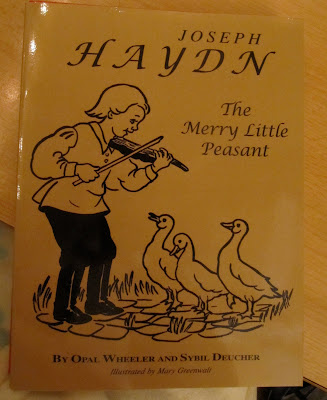 JOSEPH
HAYDN
The
Merry Little
Peasant
BY OPAL WHEELER AND SYBIL DEUCHER
Illustrated by Mary Greenwalt